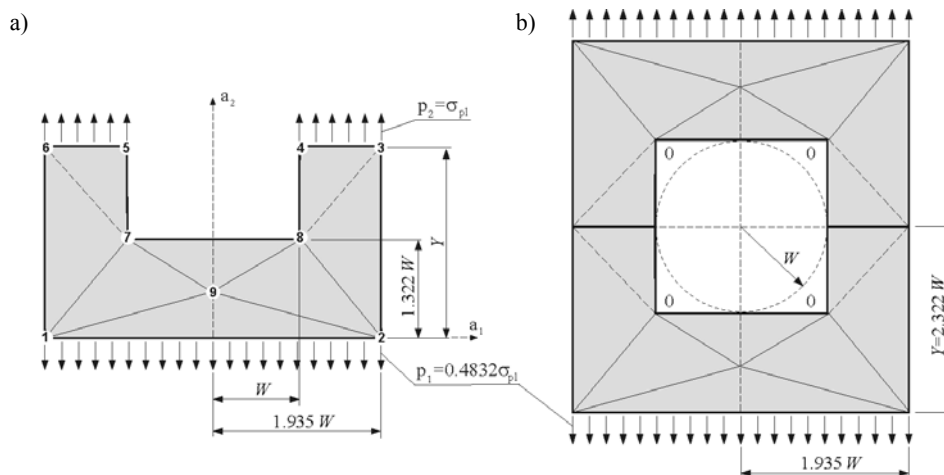 a)
a₂
p₂=σpl
6
5
4
3
7
8
9
1
2
Y
1.322 W
a₁
p₁=0.4832σpl
W
1.935 W
b)
0
0
W
0
0
Y=2.322 W
1.935 W